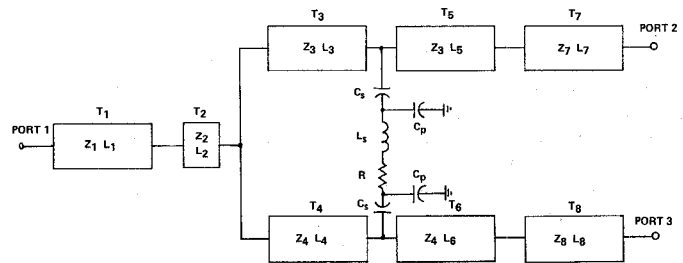 T3 T5 T7
PORT 2
Z3 L3 Z3 L5 Z7 L7
Cs
T1 T2
Cp
PORT 1
Z1 L1 Z2 L2
Ls
R
Cp
T4 Cs T6 T8
PORT 3
Z4 L4 Z4 L6 Z8 L8